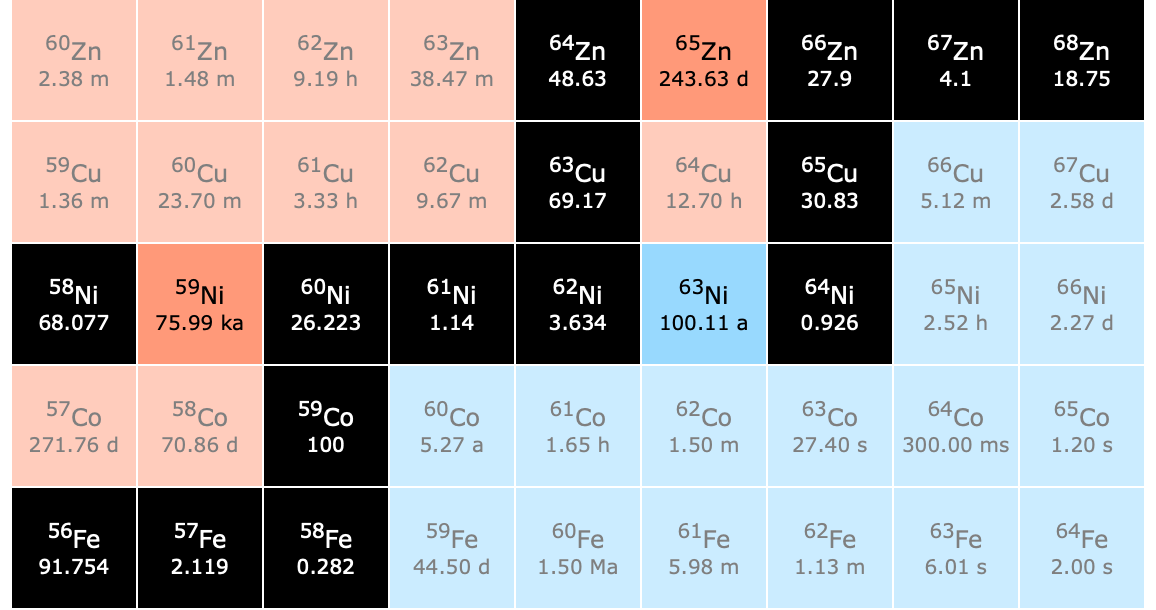 60Zn 61Zn 62Zn 63Zn 64Zn 65Zn 66Zn 67Zn 68Zn
2.38 m 1.48 m 9.19 h 38.47 m 48.63 243.63 d 27.9 4.1 18.75
59Cu 60Cu 61Cu 62Cu 63Cu 64Cu 65Cu 66Cu 67Cu
1.36 m 23.70 m 3.33 h 9.67 m 69.17 12.70 h 30.83 5.12 m 2.58 d
58Ni 59Ni 60Ni 61Ni 62Ni 63Ni 64Ni 65Ni 66Ni
68.077 75.99 ka 26.223 1.14 3.634 100.11 a 0.926 2.52 h 2.27 d
57Co 58Co 59Co 60Co 61Co 62Co 63Co 64Co 65Co
271.76 d 70.86 d 100 5.27 a 1.65 h 1.50 m 27.40 s 300.00 ms 1.20 s
56Fe 57Fe 58Fe 59Fe 60Fe 61Fe 62Fe 63Fe 64Fe
91.754 2.119 0.282 44.50 d 1.50 Ma 5.98 m 1.13 m 6.01 s 2.00 s